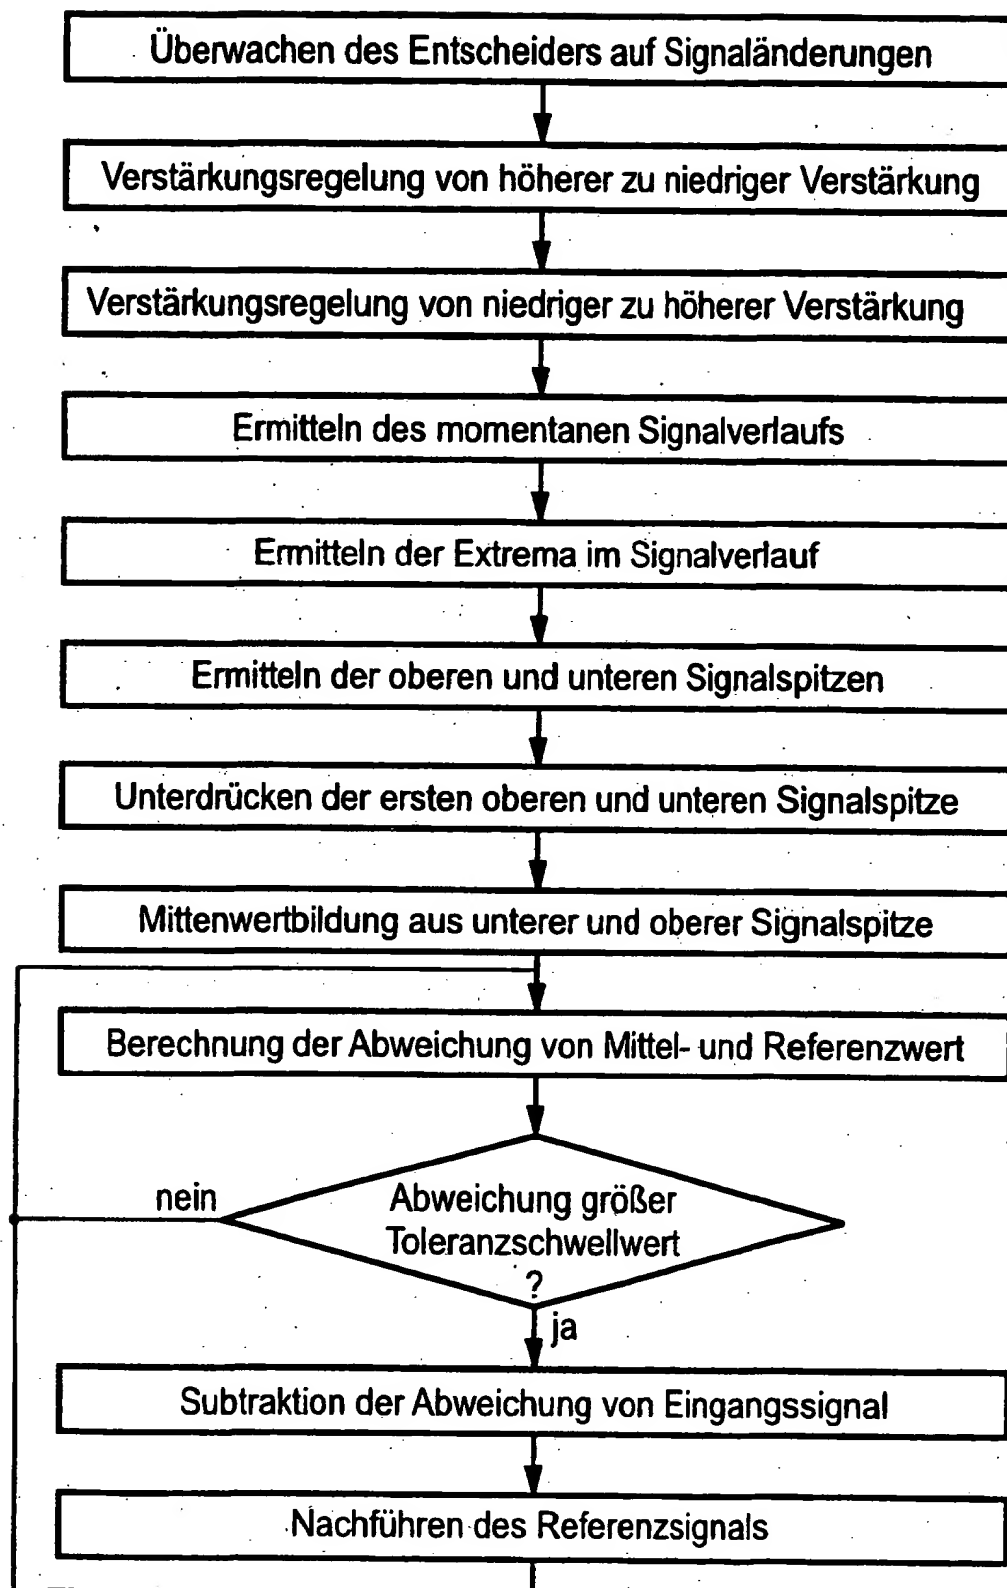 Überwachen des Entscheiders auf Signaländerungen
Verstärkungsregelung von höherer zu niedriger Verstärkung
Verstärkungsregelung von niedriger zu höherer Verstärkung
Ermitteln des momentanen Signalverlaufs
Ermitteln der Extrema im Signalverlauf
Ermitteln der oberen und unteren Signalspitzen
Unterdrücken der ersten oberen und unteren Signalspitze
Mittenwertbildung aus unterer und oberer Signalspitze
Berechnung der Abweichung von Mittel- und Referenzwert
nein
Abweichung größer
Toleranzschwellwert
?
ja
Subtraktion der Abweichung von Eingangssignal
Nachführen des Referenzsignals